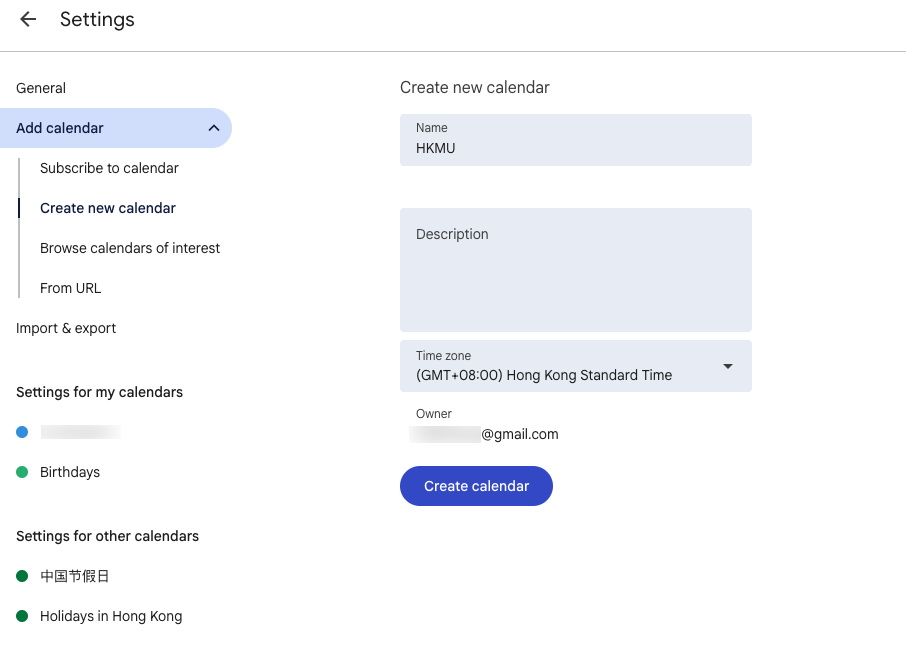 Settings
General
Add calendar
Subscribe to calendar
Create new calendar
Browse calendars of interest
From URL
Import & export
Settings for my calendars
Birthdays
Settings for other calendars
中国节假日
Holidays in Hong Kong
Create new calendar
Name
HKMU
Description
Time zone
(GMT+08:00) Hong Kong Standard Time
Owner
@gmail.com
Create calendar